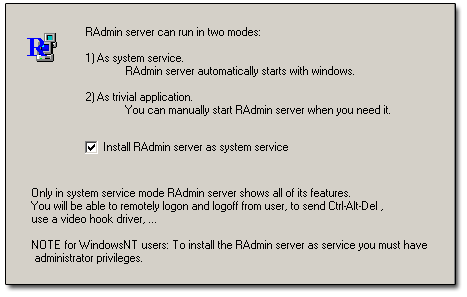 RAdmin server can run in two modes:
1) As system service.
RAdmin server automatically starts with windows.
2) As trivial application.
You can manually start RAdmin server when you need it.
Install RAdmin server as system service
Only in system service mode RAdmin server shows all of its features.
You will be able to remotely logon and logoff from user, to send Ctrl-Alt-Del ,
use a video hook driver, ...
NOTE for WindowsNT users: To install the RAdmin server as service you must have
administrator privileges.